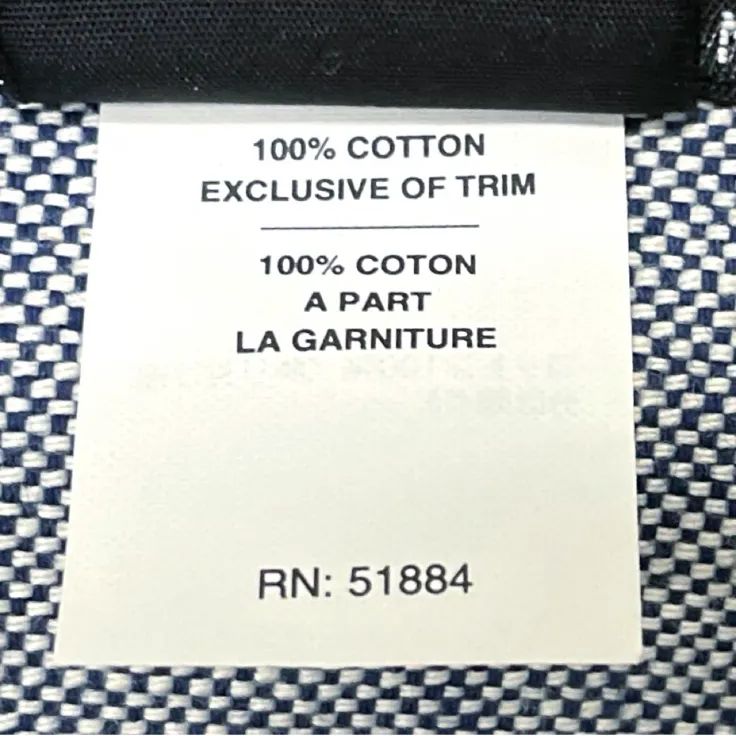 100% COTTON
EXCLUSIVE OF TRIM
100% COTON
A PART
LA GARNITURE
RN: 51884